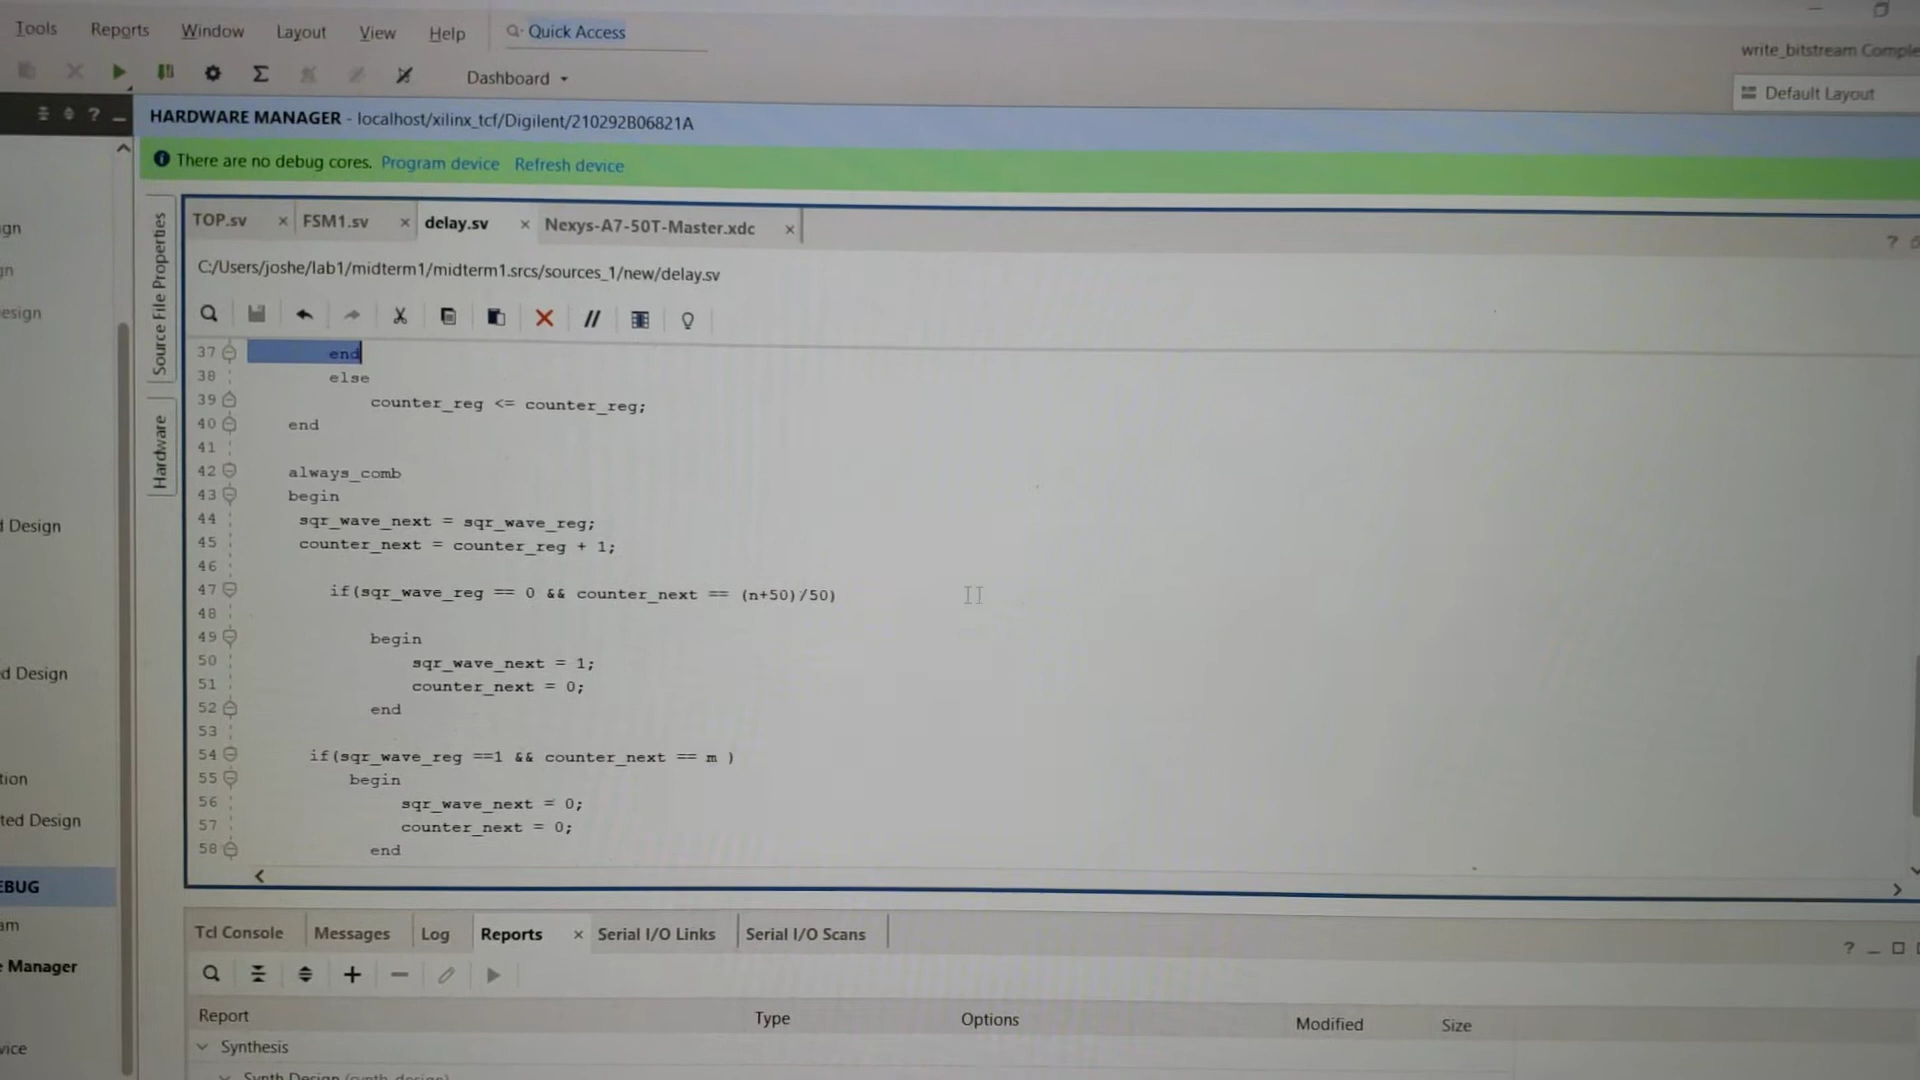 Tools Reports Window Layout View Help Quick Access
write_bitstream Comple
Dashboard
Default Layout
HARDWARE MANAGER - localhost/xilinx_tcf/Digilent/210292B06821A
There are no debug cores. Program device Refresh device
TOP.sv × FSM1.sv × delay.sv × Nexys-A7-50T-Master.xdc ×
C:/Users/joshe/lab1/midterm1/midterm1.srcs/sources_1/new/delay.sv
Source File Properties
Hardware
37 end
38 else
39 counter_reg <= counter_reg;
40 end
41
42 always_comb
43 begin
44 sqr_wave_next = sqr_wave_reg;
45 counter_next = counter_reg + 1;
46
47 if(sqr_wave_reg == 0 && counter_next == (n+50)/50)
48
49 begin
50 sqr_wave_next = 1;
51 counter_next = 0;
52 end
53
54 if(sqr_wave_reg ==1 && counter_next == m )
55 begin
56 sqr_wave_next = 0;
57 counter_next = 0;
58 end
gn
n
esign
d Design
d Design
tion
ted Design
EBUG
am
e Manager
vice
Tcl Console Messages Log Reports × Serial I/O Links Serial I/O Scans
Report Type Options Modified Size
Synthesis
Synth Design (synth_design)